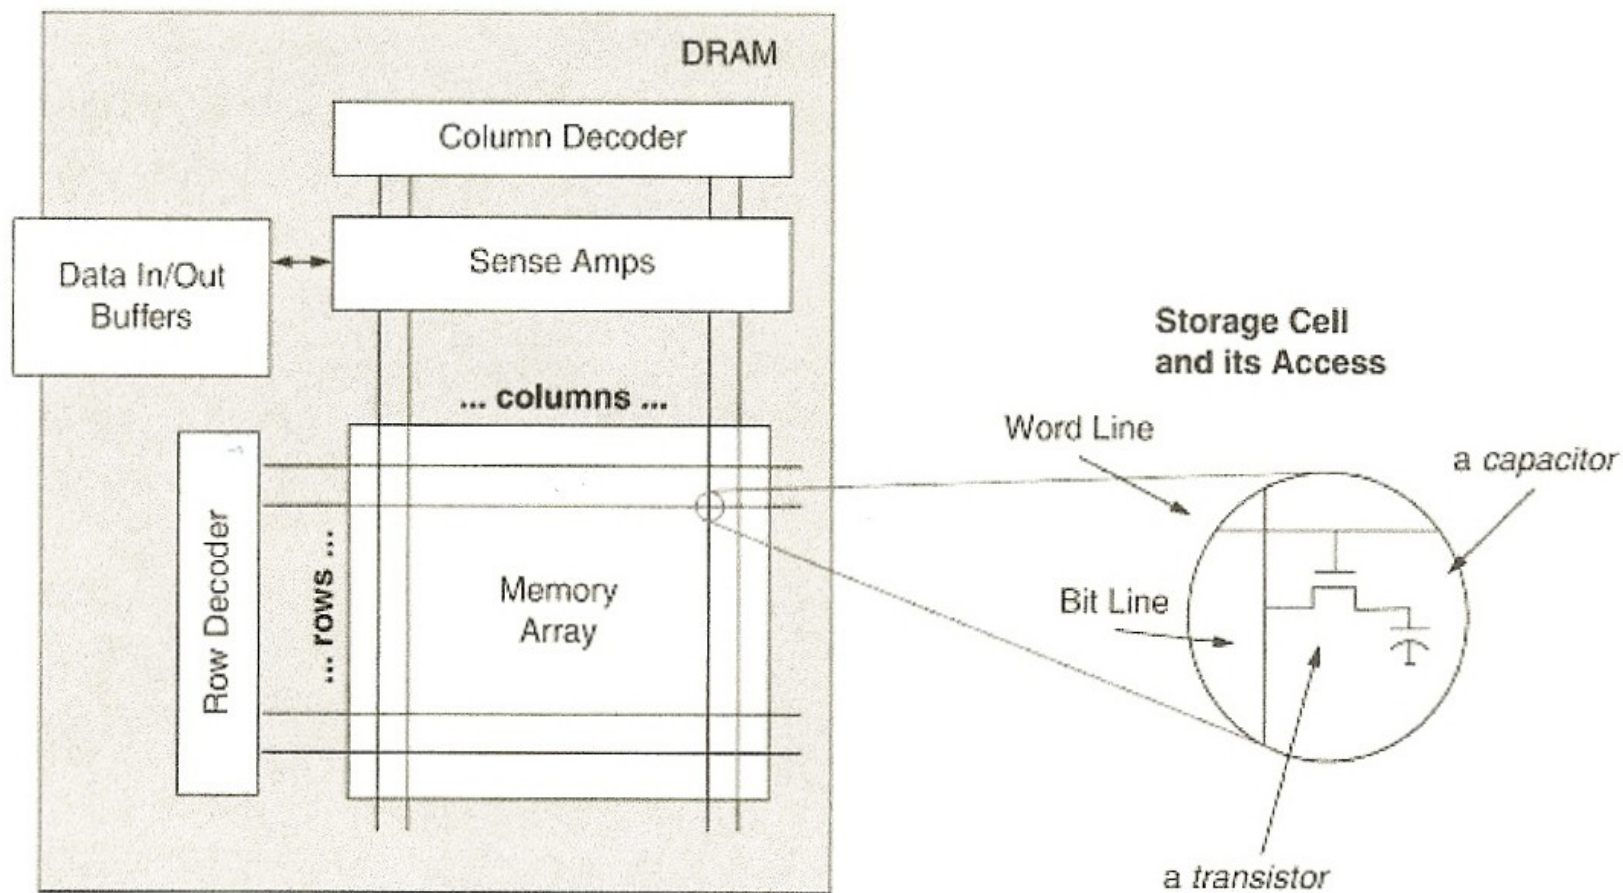 DRAM
Column Decoder
Data In/Out
Buffers
Sense Amps
... columns ...
Row Decoder
... rows ...
Memory
Array
Storage Cell
and its Access
Word Line
a capacitor
Bit Line
a transistor